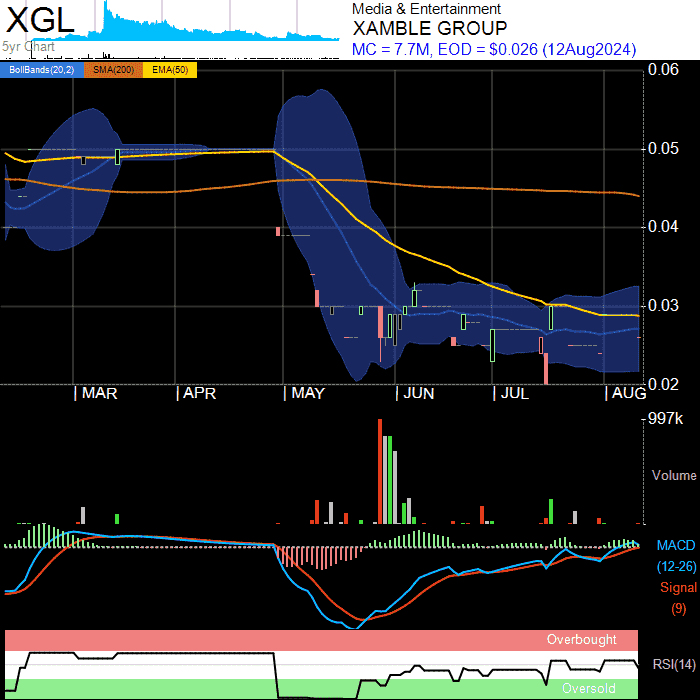 XGL
5yr Chart
Media & Entertainment
XAMBLE GROUP
MC = 7.7M, EOD = $0.026 (12Aug2024)
BollBands(20,2) SMA(200) EMA(50)
0.06
0.05
0.04
0.03
0.02
MAR APR MAY JUN JUL AUG
997k
Volume
MACD
(12-26)
Signal
(9)
Overbought
RSI(14)
Oversold